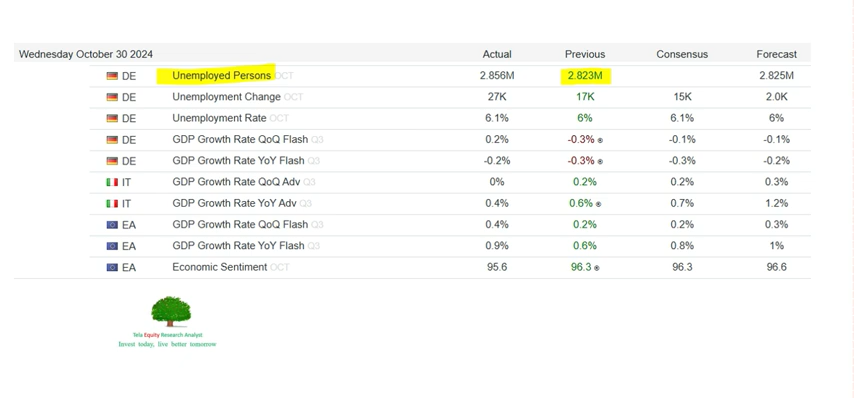 Wednesday October 30 2024 Actual Previous Consensus Forecast
DE Unemployed Persons OCT 2.856M 2.823M 2.825M
DE Unemployment Change OCT 27K 17K 15K 2.0K
DE Unemployment Rate OCT 6.1% 6% 6.1% 6%
DE GDP Growth Rate QoQ Flash Q3 0.2% -0.3% ® -0.1% -0.1%
DE GDP Growth Rate YoY Flash Q3 -0.2% -0.3% ® -0.3% -0.2%
IT GDP Growth Rate QoQ Adv Q3 0% 0.2% 0.2% 0.3%
IT GDP Growth Rate YoY Adv Q3 0.4% 0.6% ® 0.7% 1.2%
EA GDP Growth Rate QoQ Flash Q3 0.4% 0.2% 0.2% 0.3%
EA GDP Growth Rate YoY Flash Q3 0.9% 0.6% 0.8% 1%
EA Economic Sentiment OCT 95.6 96.3 ® 96.3 96.6
Tela Equity Research Analyst
Invest today, live better tomorrow